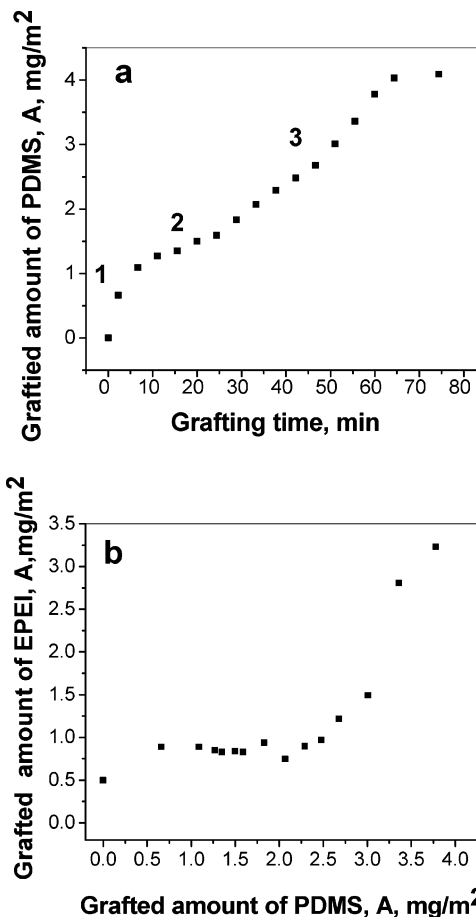 a
Graftied amount of PDMS, A, mg/m²
4
3
2
1
0
1
2
3
0 10 20 30 40 50 60 70 80
Grafting time, min
b
Grafted amount of EPEI, A,mg/m²
3.5
3.0
2.5
2.0
1.5
1.0
0.5
0.0
0.0 0.5 1.0 1.5 2.0 2.5 3.0 3.5 4.0
Grafted amount of PDMS, A, mg/m²